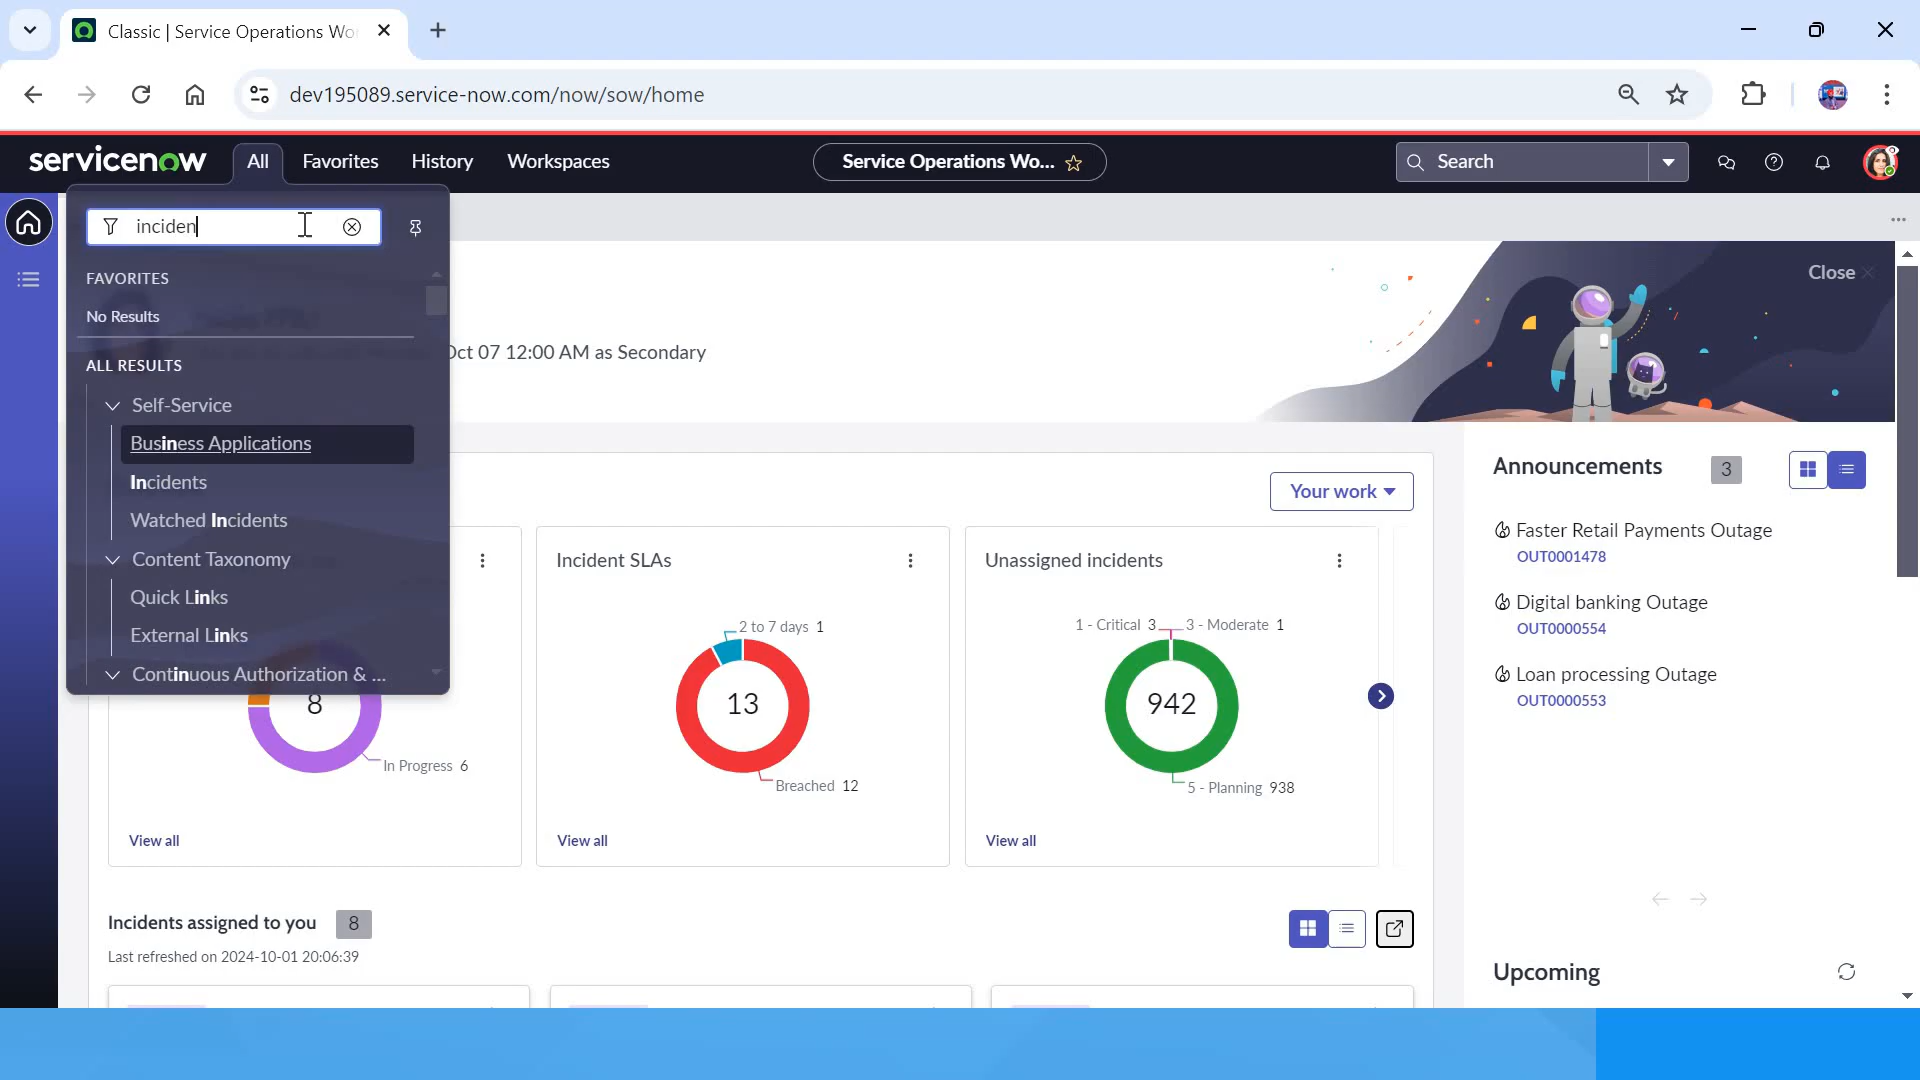 Classic | Service Operations Wo
dev195089.service-now.com/now/sow/home
servicenow All Favorites History Workspaces Service Operations Wo... Search
inciden
FAVORITES
No Results
ALL RESULTS
Self-Service
Business Applications
Incidents
Watched Incidents
Content Taxonomy
Quick Links
External Links
Continuous Authorization & ...
Close
Oct 07 12:00 AM as Secondary
Your work
8
In Progress 6
View all
Incident SLAs
2 to 7 days 1
13
Breached 12
View all
Unassigned incidents
1 - Critical 3
3 - Moderate 1
942
5 - Planning 938
View all
Incidents assigned to you 8
Last refreshed on 2024-10-01 20:06:39
Announcements 3
Faster Retail Payments Outage
OUT0001478
Digital banking Outage
OUT0000554
Loan processing Outage
OUT0000553
Upcoming